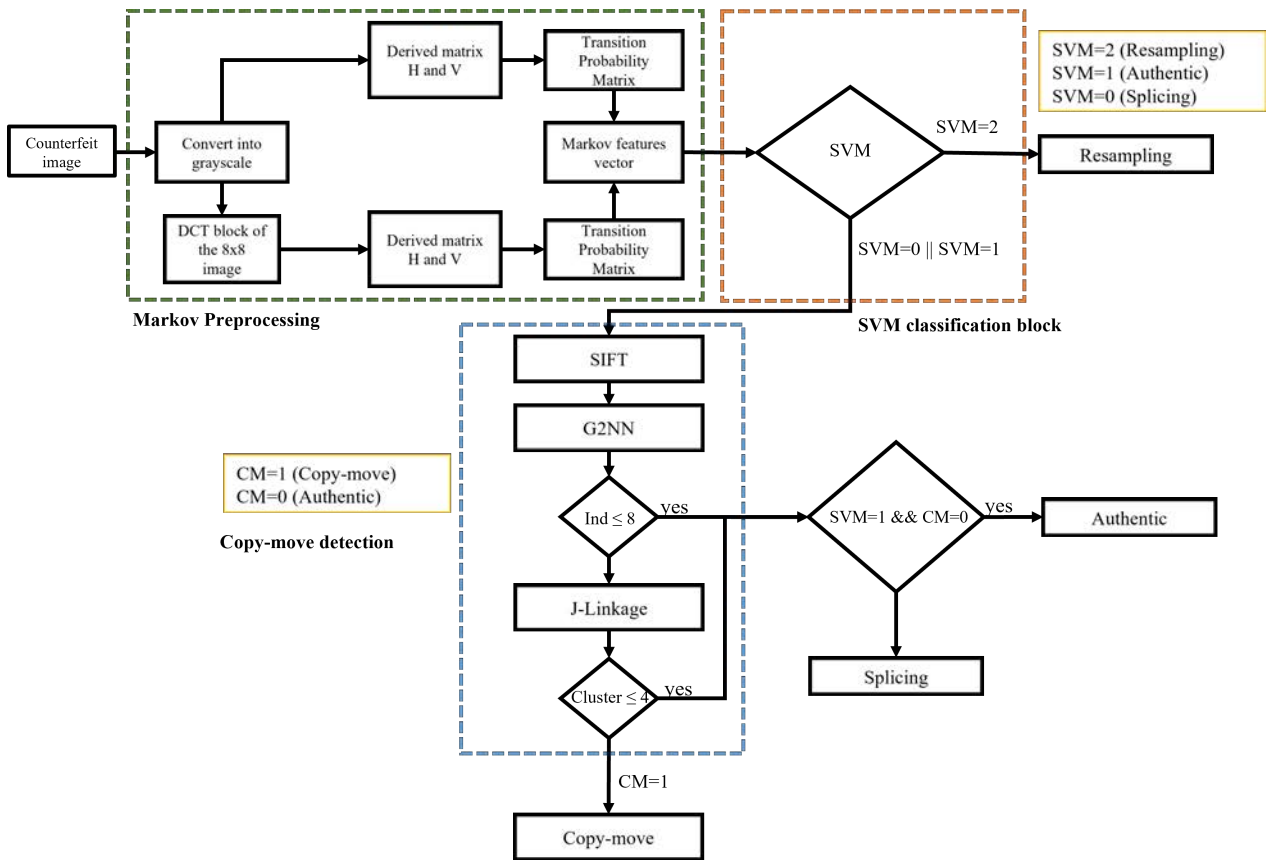 Counterfeit
image
Convert into
grayscale
DCT block of
the 8x8
image
Derived matrix
H and V
Transition
Probability
Matrix
Markov features
vector
Derived matrix
H and V
Transition
Probability
Matrix
Markov Preprocessing
SVM
SVM=2
SVM=0 || SVM=1
SVM classification block
SVM=2 (Resampling)
SVM=1 (Authentic)
SVM=0 (Splicing)
Resampling
SIFT
G2NN
Ind ≤ 8
yes
J-Linkage
Cluster ≤ 4
yes
CM=1 (Copy-move)
CM=0 (Authentic)
Copy-move detection
SVM=1 && CM=0
yes
Authentic
Splicing
CM=1
Copy-move